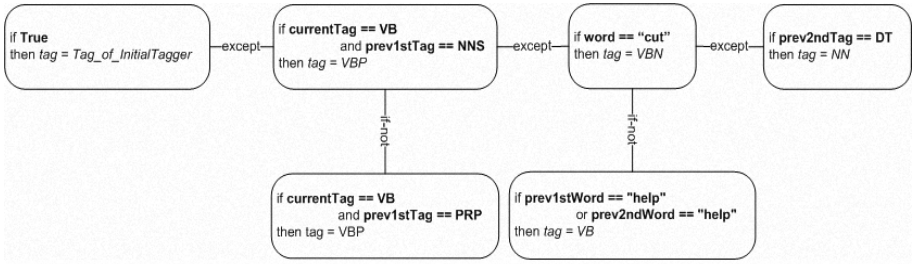 if True
then tag = Tag_of_InitialTagger
except
if currentTag == VB
and prev1stTag == NNS
then tag = VBP
except
if word == “cut”
then tag = VBN
except
if prev2ndTag == DT
then tag = NN
if-not
if-not
if currentTag == VB
and prev1stTag == PRP
then tag = VBP
if prev1stWord == "help"
or prev2ndWord == "help"
then tag = VB